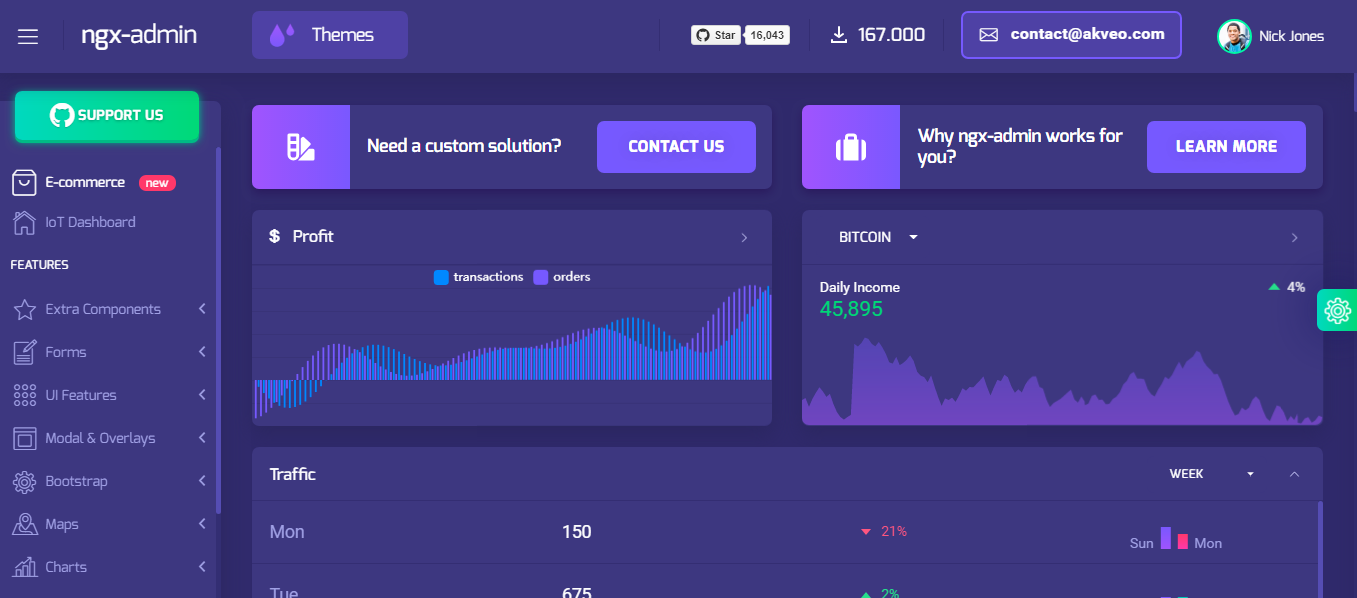 ngx-admin
Themes
Star
16,043
167.000
contact@akveo.com
Nick Jones
SUPPORT US
E-commerce
new
IoT Dashboard
FEATURES
Extra Components
Forms
UI Features
Modal & Overlays
Bootstrap
Maps
Charts
Need a custom solution?
CONTACT US
Why ngx-admin works for
you?
LEARN MORE
$ Profit
transactions
orders
BITCOIN
Daily Income
4%
45,895
Traffic
WEEK
Mon
150
21%
Sun
Mon
Tue
675
2%